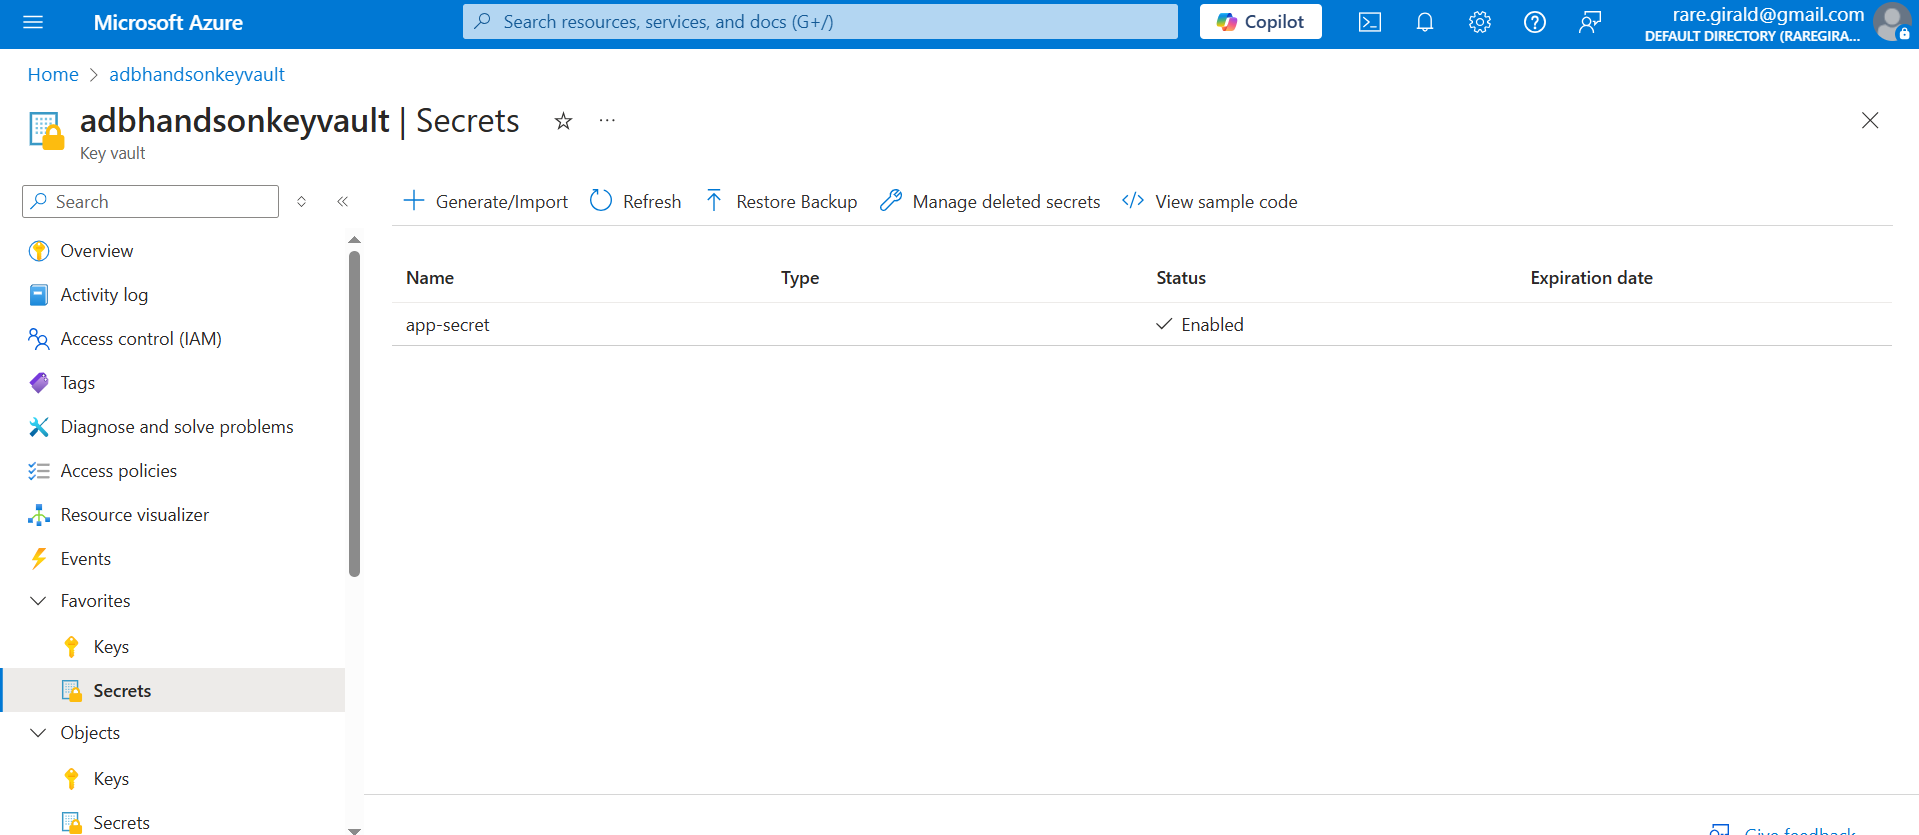 Microsoft Azure
Search resources, services, and docs (G+/)
Copilot
rare.girald@gmail.com
DEFAULT DIRECTORY (RAREGIRA...
Home > adbhandsonkeyvault
adbhandsonkeyvault | Secrets
Key vault
Search
Generate/Import
Refresh
Restore Backup
Manage deleted secrets
View sample code
Overview
Activity log
Access control (IAM)
Tags
Diagnose and solve problems
Access policies
Resource visualizer
Events
Favorites
Keys
Secrets
Objects
Keys
Secrets
Name Type Status Expiration date
app-secret Enabled
Give feedback